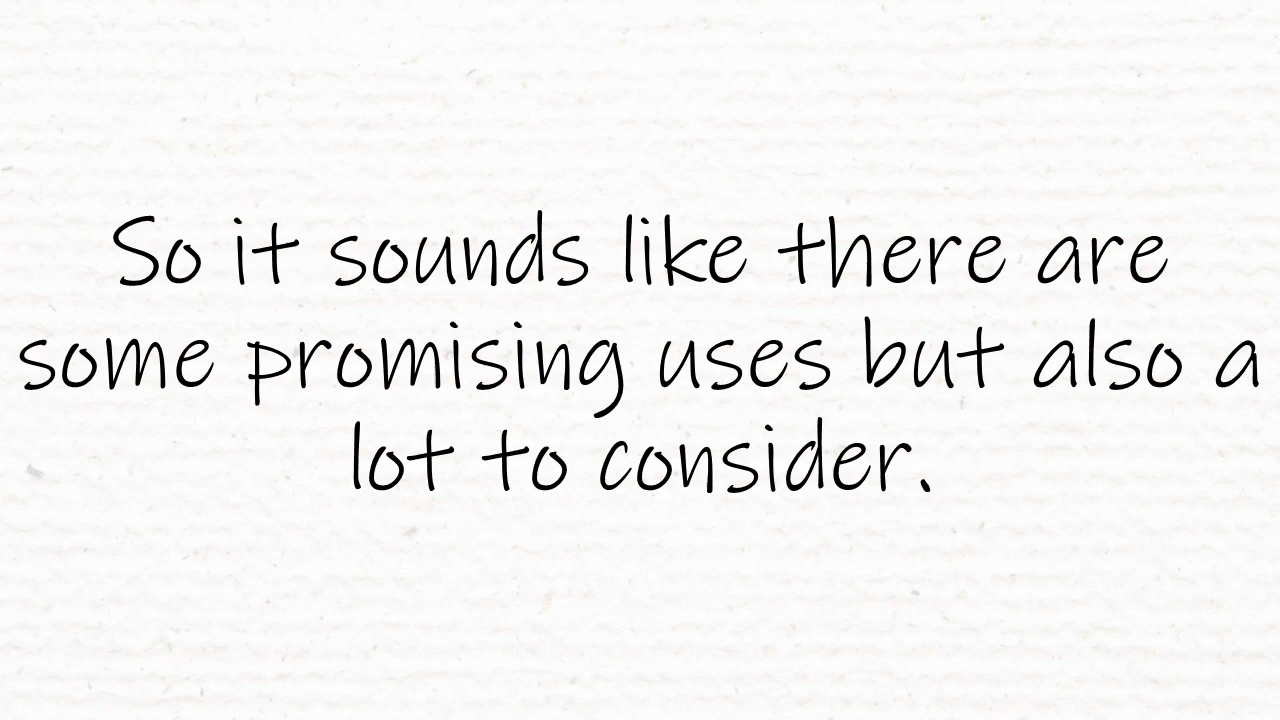 So it sounds like there are
some promising uses but also a
lot to consider.